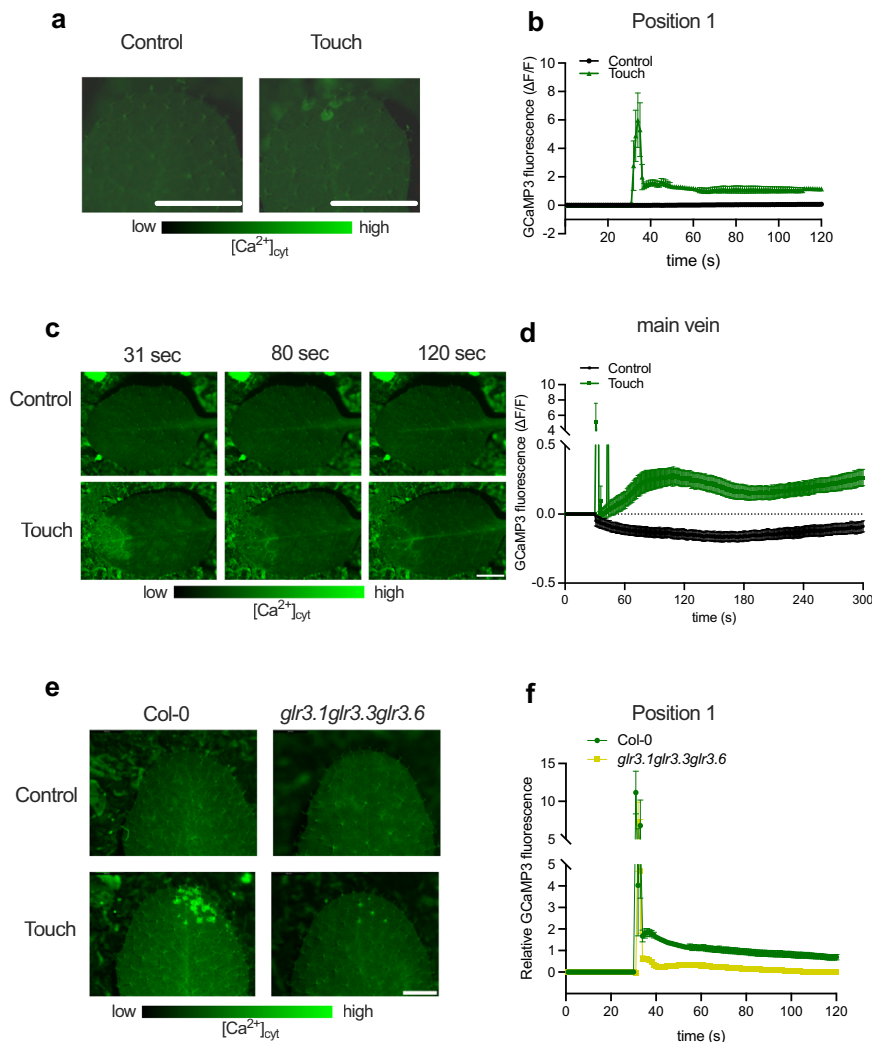 a
Control
Touch
low
high
[Ca2+]cyt
b
Position 1
GCaMP3 fluorescence (ΔF/F)
Control
Touch
10
8
6
4
2
0
-2
20
40
60
80
100
120
time (s)
c
31 sec
80 sec
120 sec
Control
Touch
low
high
[Ca2+]cyt
d
main vein
GCaMP3 fluorescence (ΔF/F)
Control
Touch
10
8
6
4
0.5
0.0
-0.5
0
60
120
180
240
300
time (s)
e
Col-0
glr3.1glr3.3glr3.6
Control
Touch
low
high
[Ca2+]cyt
f
Position 1
Relative GCaMP3 fluorescence
Col-0
glr3.1glr3.3glr3.6
15
10
5
5
4
3
2
1
0
0
20
40
60
80
100
120
time (s)